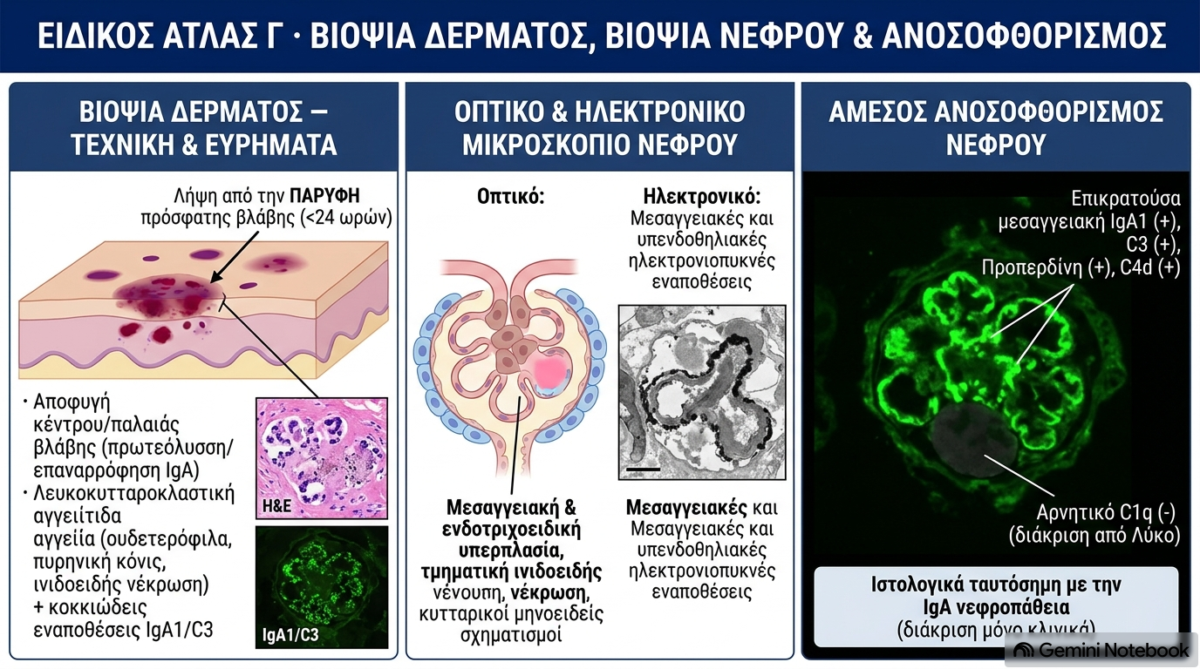 ΕΙΔΙΚΟΣ ΑΤΛΑΣ Γ · ΒΙΟΨΙΑ ΔΕΡΜΑΤΟΣ, ΒΙΟΨΙΑ ΝΕΦΡΟΥ & ΑΝΟΣΟΦΘΟΡΙΣΜΟΣ
ΒΙΟΨΙΑ ΔΕΡΜΑΤΟΣ –
ΤΕΧΝΙΚΗ & ΕΥΡΗΜΑΤΑ
Λήψη από την ΠΑΡΥΦΗ
πρόσφατης βλάβης (<24 ωρών)
· Αποφυγή
κέντρου/παλαιάς
βλάβης (πρωτεόλυσση/
επαναρρόφηση IgA)
· Λευκοκυτταροκλαστική
αγγειίτιδα
αγγεία (ουδετερόφιλα,
πυρηνική κόνις,
ινιδοειδής νέκρωση)
+ κοκκιώδεις
εναποθέσεις IgA1/C3
H&E
IgA1/C3
ΟΠΤΙΚΟ & ΗΛΕΚΤΡΟΝΙΚΟ
ΜΙΚΡΟΣΚΟΠΙΟ ΝΕΦΡΟΥ
Οπτικό:
Μεσαγγειακή &
ενδοτριχοειδική
υπερπλασία,
τμηματική ινιδοειδής
νένουπη, νέκρωση,
κυτταρικοί μηνοειδείς
σχηματισμοί
Ηλεκτρονικό:
Μεσαγγειακές και
υπενδοθηλιακές
ηλεκτρονιοπυκνές
εναποθέσεις
Μεσαγγειακές και
Μεσαγγειακές και
υπενδοθηλιακές
ηλεκτρονιοπυκνές
εναποθέσεις
ΑΜΕΣΟΣ ΑΝΟΣΟΦΘΟΡΙΣΜΟΣ
ΝΕΦΡΟΥ
Επικρατούσα
μεσαγγειακή IgA1 (+),
C3 (+),
Προπερδίνη (+), C4d (+)
Αρνητικό C1q (-)
(διάκριση από Λύκο)
Ιστολογικά ταυτόσημη με την
IgA νεφροπάθεια
(διάκριση μόνο κλινικά)
Gemini Notebook